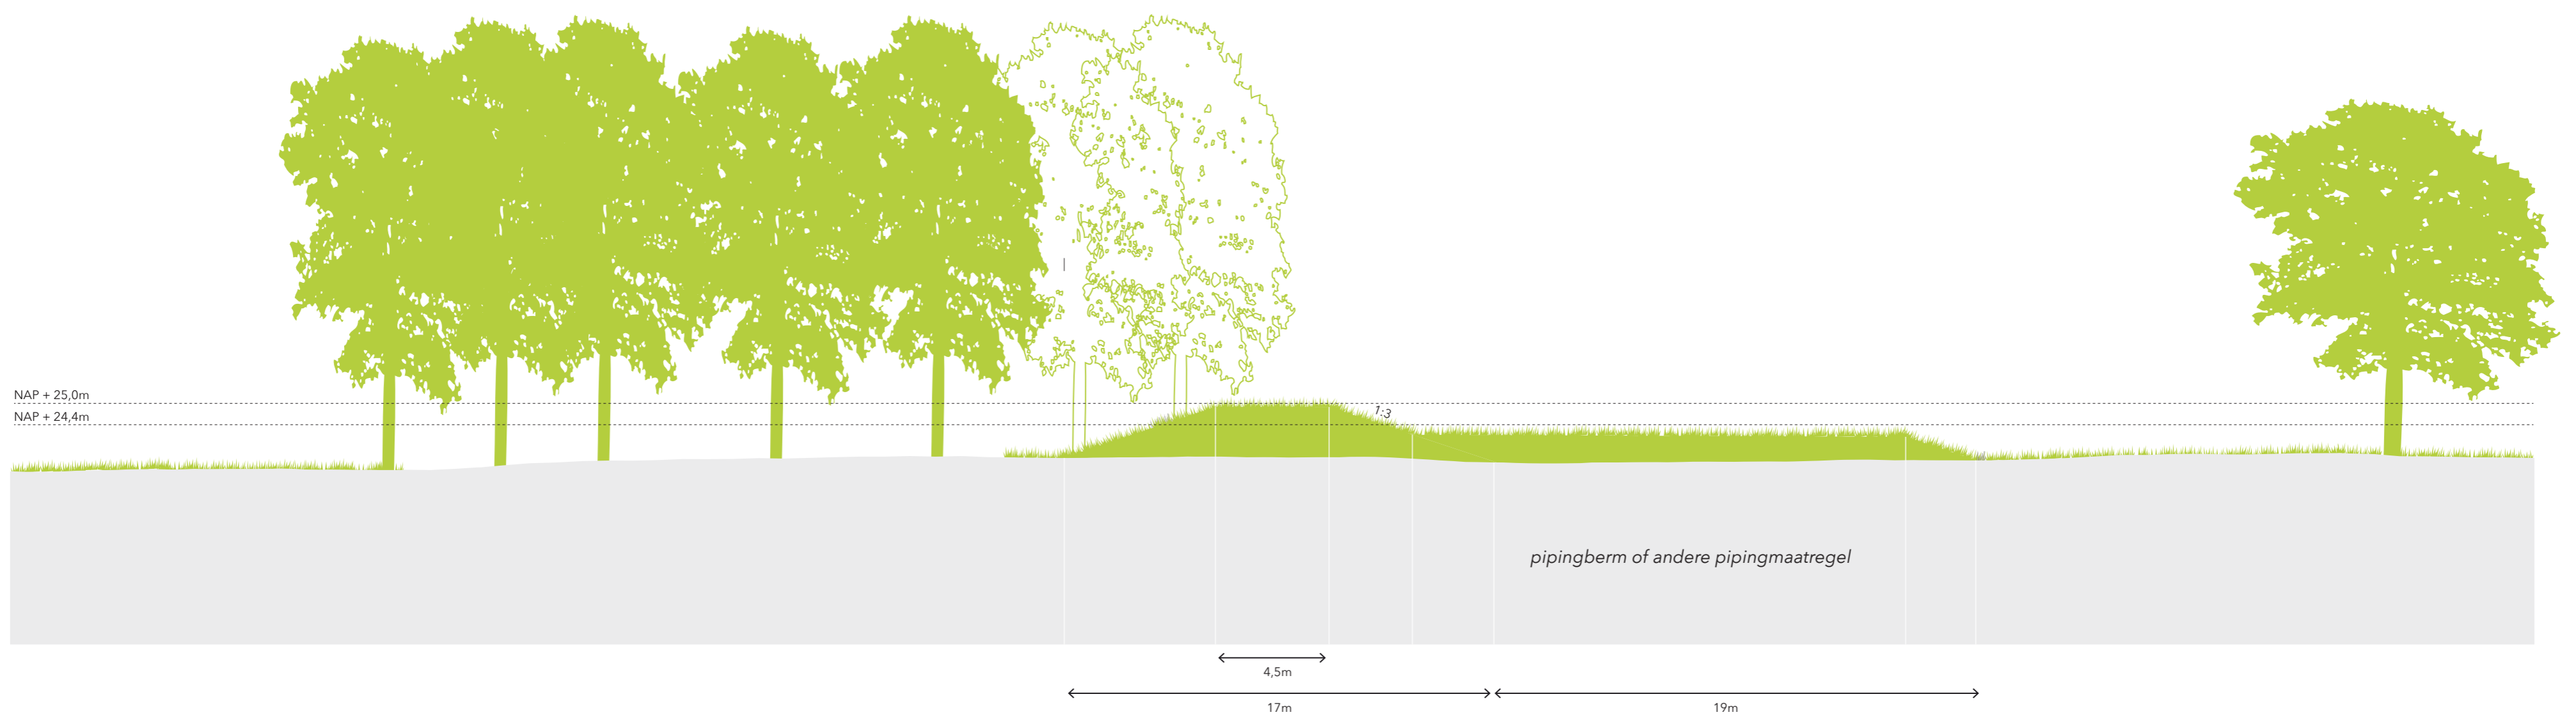 NAP + 25,0m
NAP + 24,4m
1:3
pipingberm of andere pipingmaatregel
4,5m
17m
19m